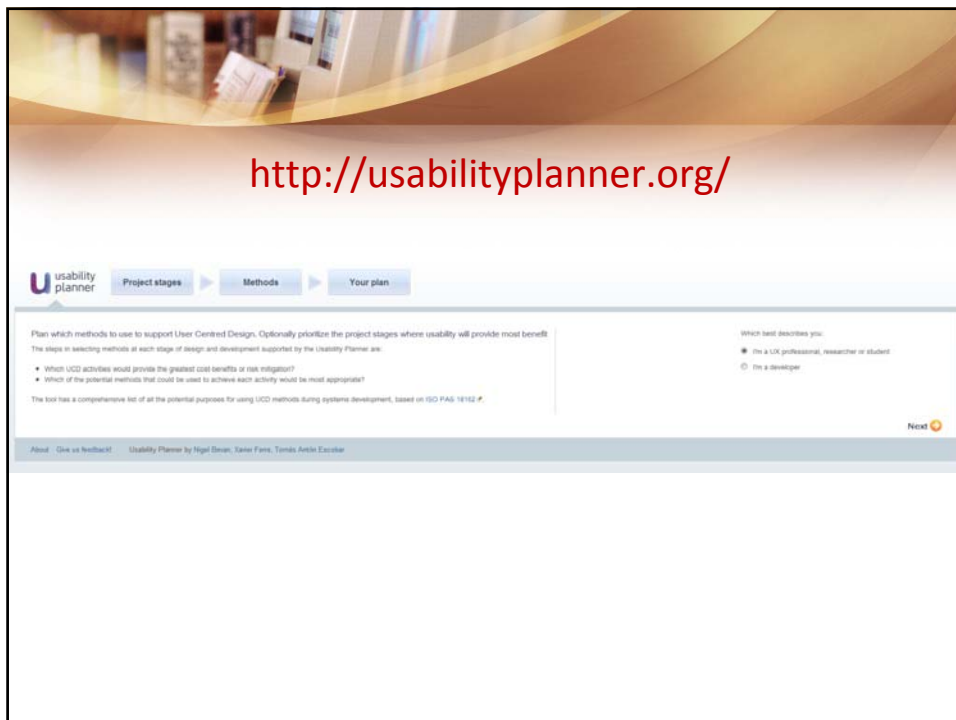 http://usabilityplanner.org/
usability
planner
Project stages
Methods
Your plan
Plan which methods to use to support User Centred Design. Optionally prioritize the project stages where usability will provide most benefit
The steps in selecting methods at each stage of design and development supported by the Usability Planner are:
Which UCD activities would provide the greatest cost-benefits or risk mitigation?
Which of the potential methods that could be used to achieve each activity would be most appropriate?
The tool has a comprehensive list of all the potential purposes for using UCD methods during systems development, based on ISO PAS 18152.
Which best describes you:
I'm a UX professional, researcher or student
I'm a developer
Next
About Give us feedback! Usability Planner by Nigel Bevan, Xavier Ferre, Tomás Antón Escobar